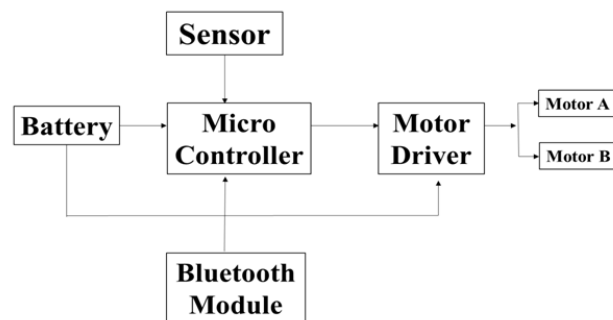 Sensor
Battery
Micro
Controller
Motor
Driver
Motor A
Motor B
Bluetooth
Module